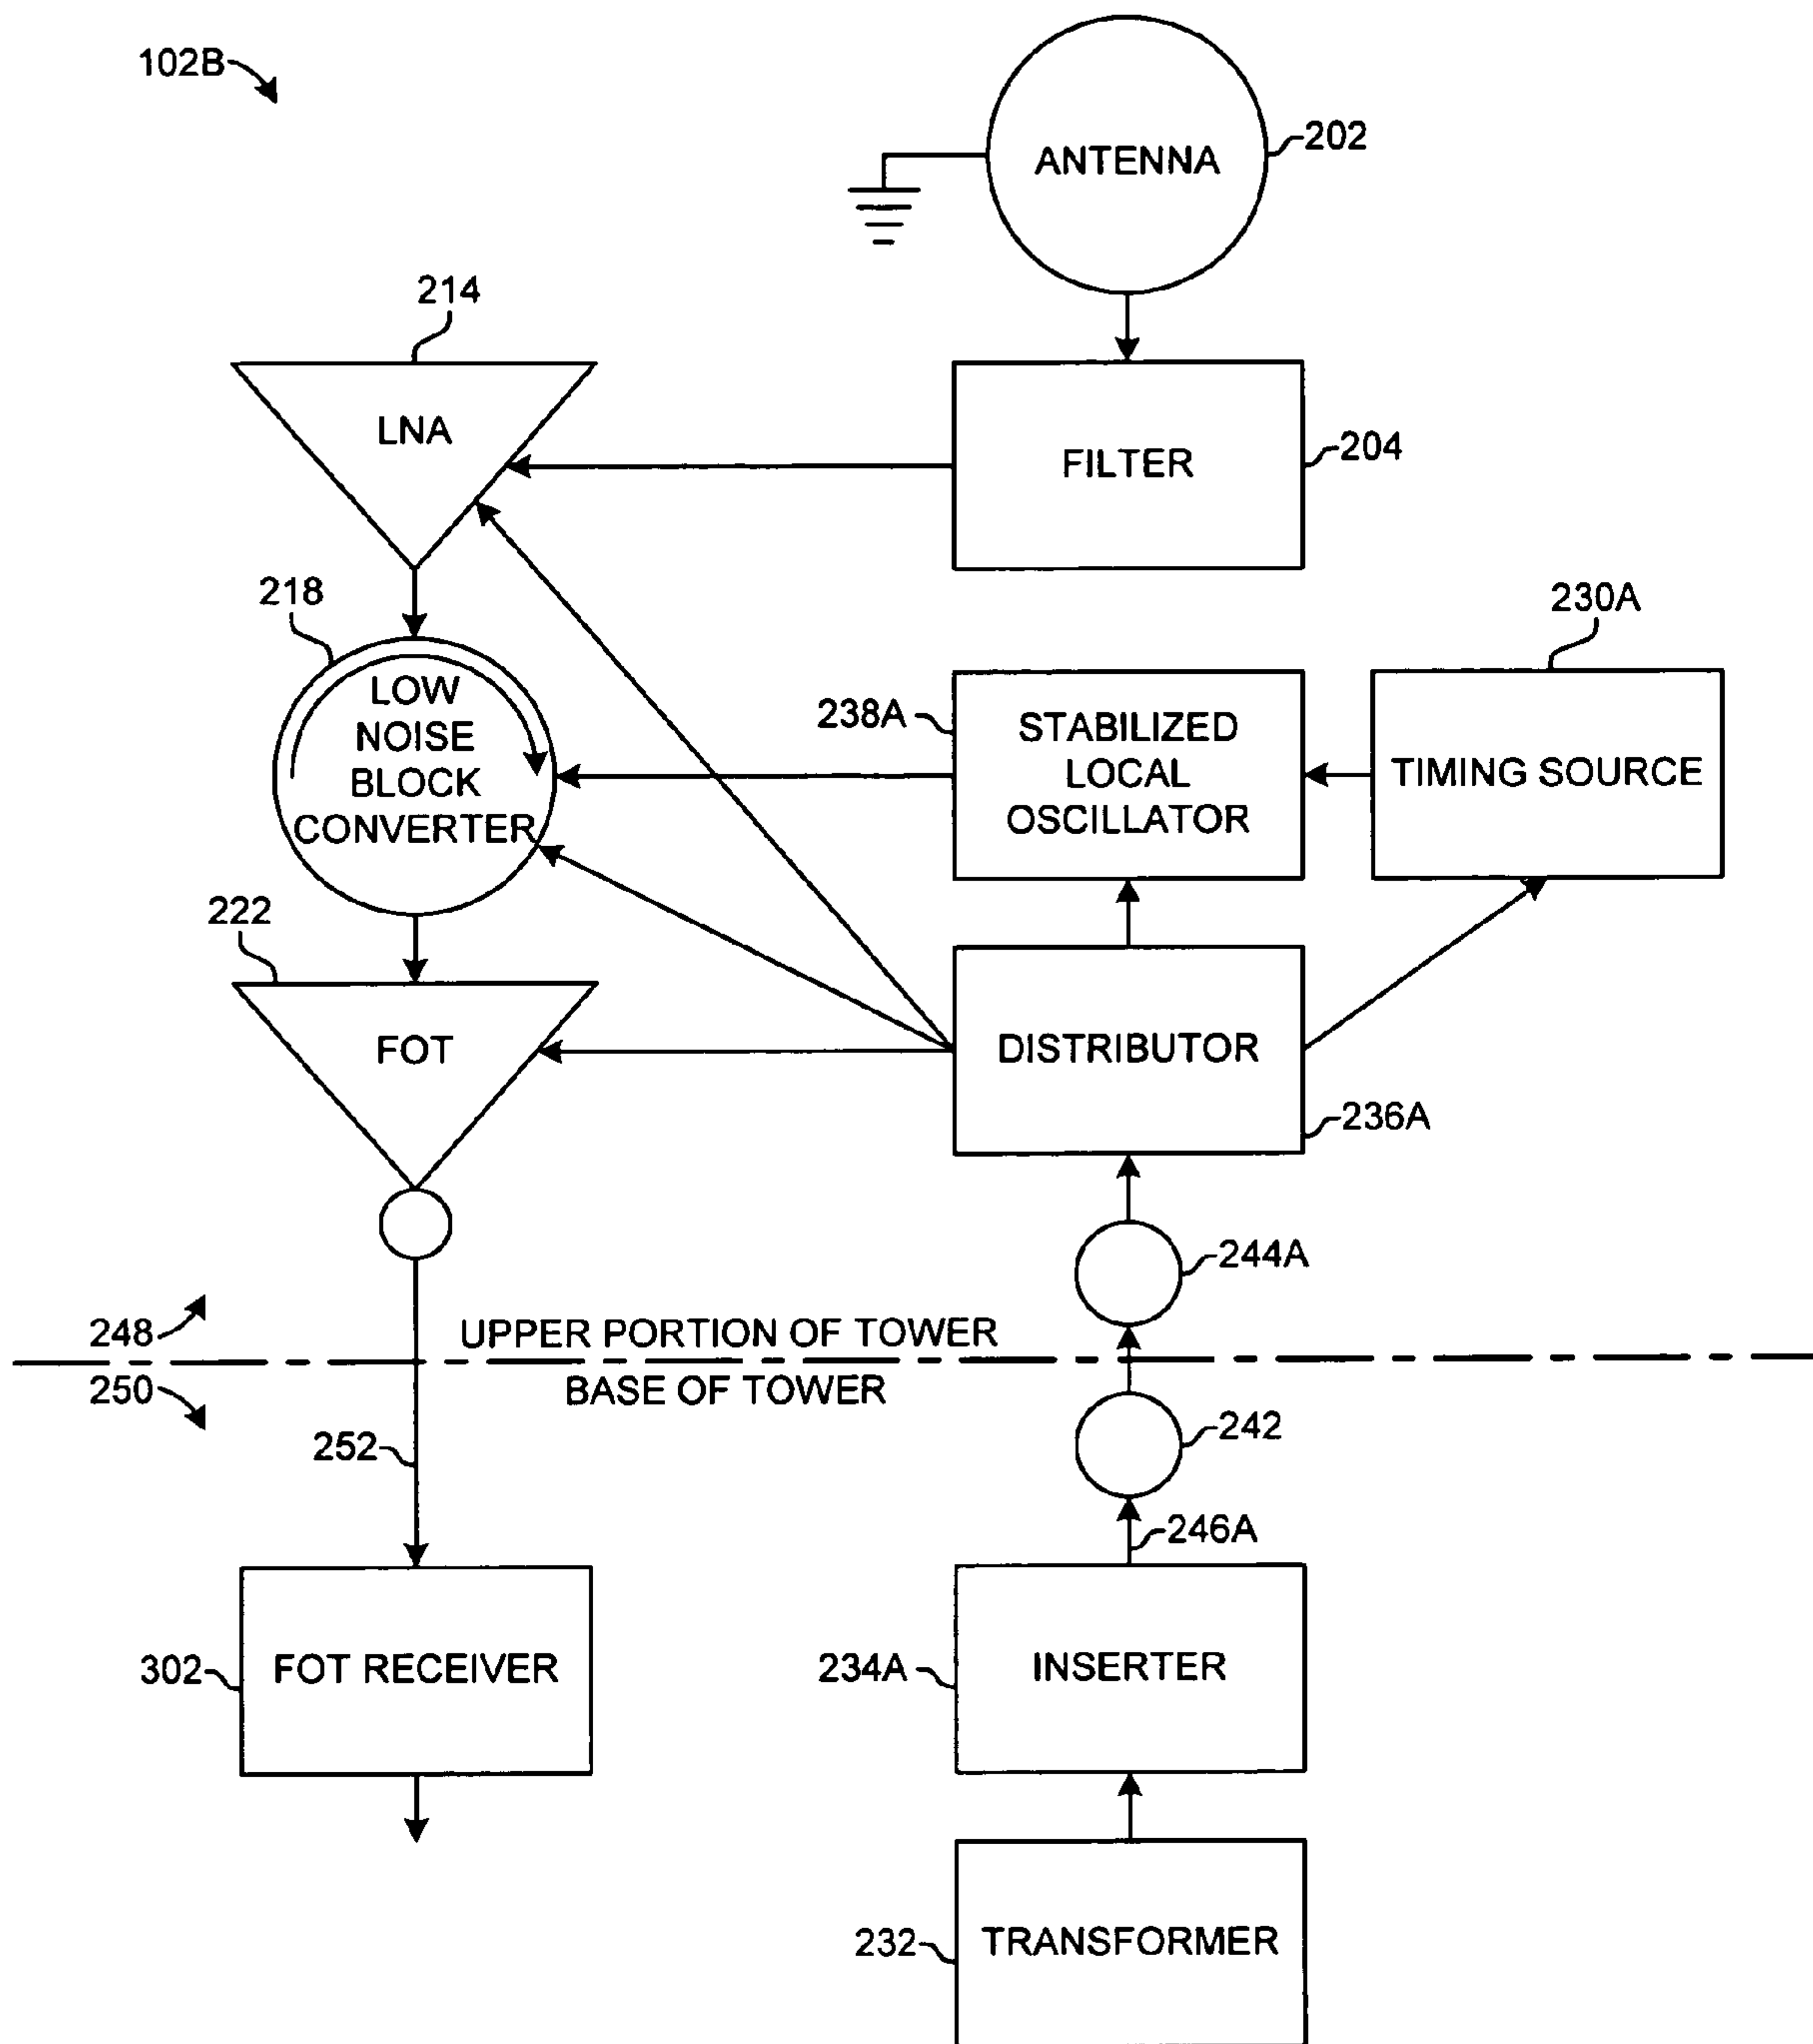 102B
ANTENNA
202
214
LNA
FILTER
204
218
LOW
NOISE
BLOCK
CONVERTER
230A
238A
STABILIZED
LOCAL
OSCILLATOR
TIMING SOURCE
222
FOT
DISTRIBUTOR
236A
244A
248
UPPER PORTION OF TOWER
250
BASE OF TOWER
252
242
246A
302
FOT RECEIVER
234A
INSERTER
232
TRANSFORMER